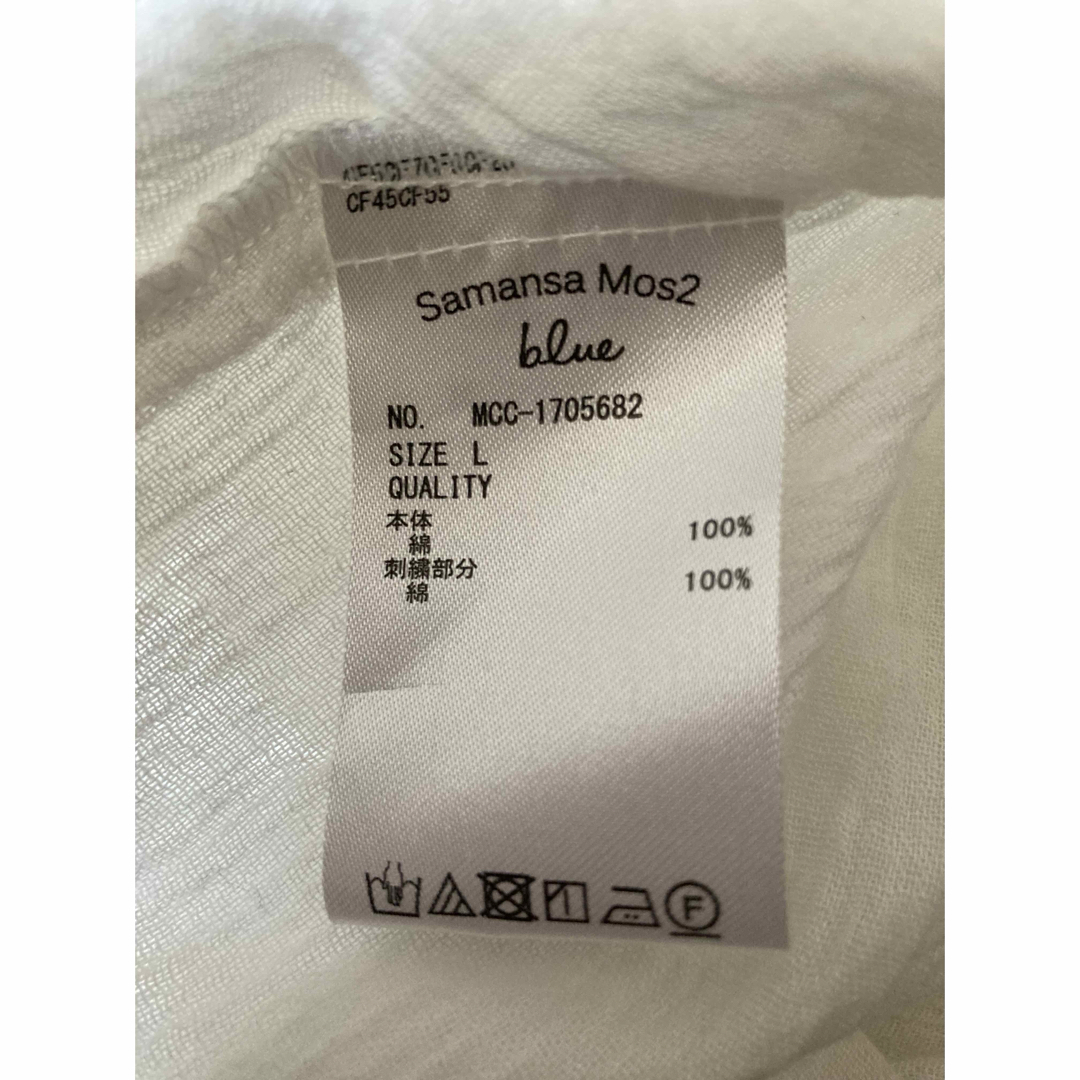 CF45CF55
Samansa Mos2
blue
NO. MCC-1705682
SIZE L
QUALITY
本体
綿 100%
刺繍部分
綿 100%
F